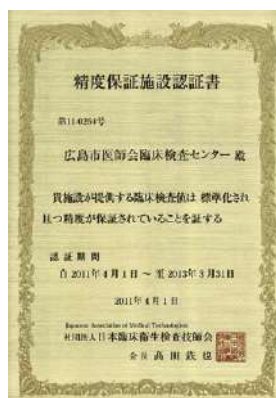 精度保証施設認証書
第11-0264号
広島市医師会臨床検査センター 殿
貴施設が提供する臨床検査値は 標準化され
且つ精度が保証されていることを証する
認証期間
自 2011年4月1日 ～ 至 2013年3月31日
2011年4月1日
Japanese Association of Medical Technologists
社団法人 日本臨床衛生検査技師会
会長 髙田鉄也